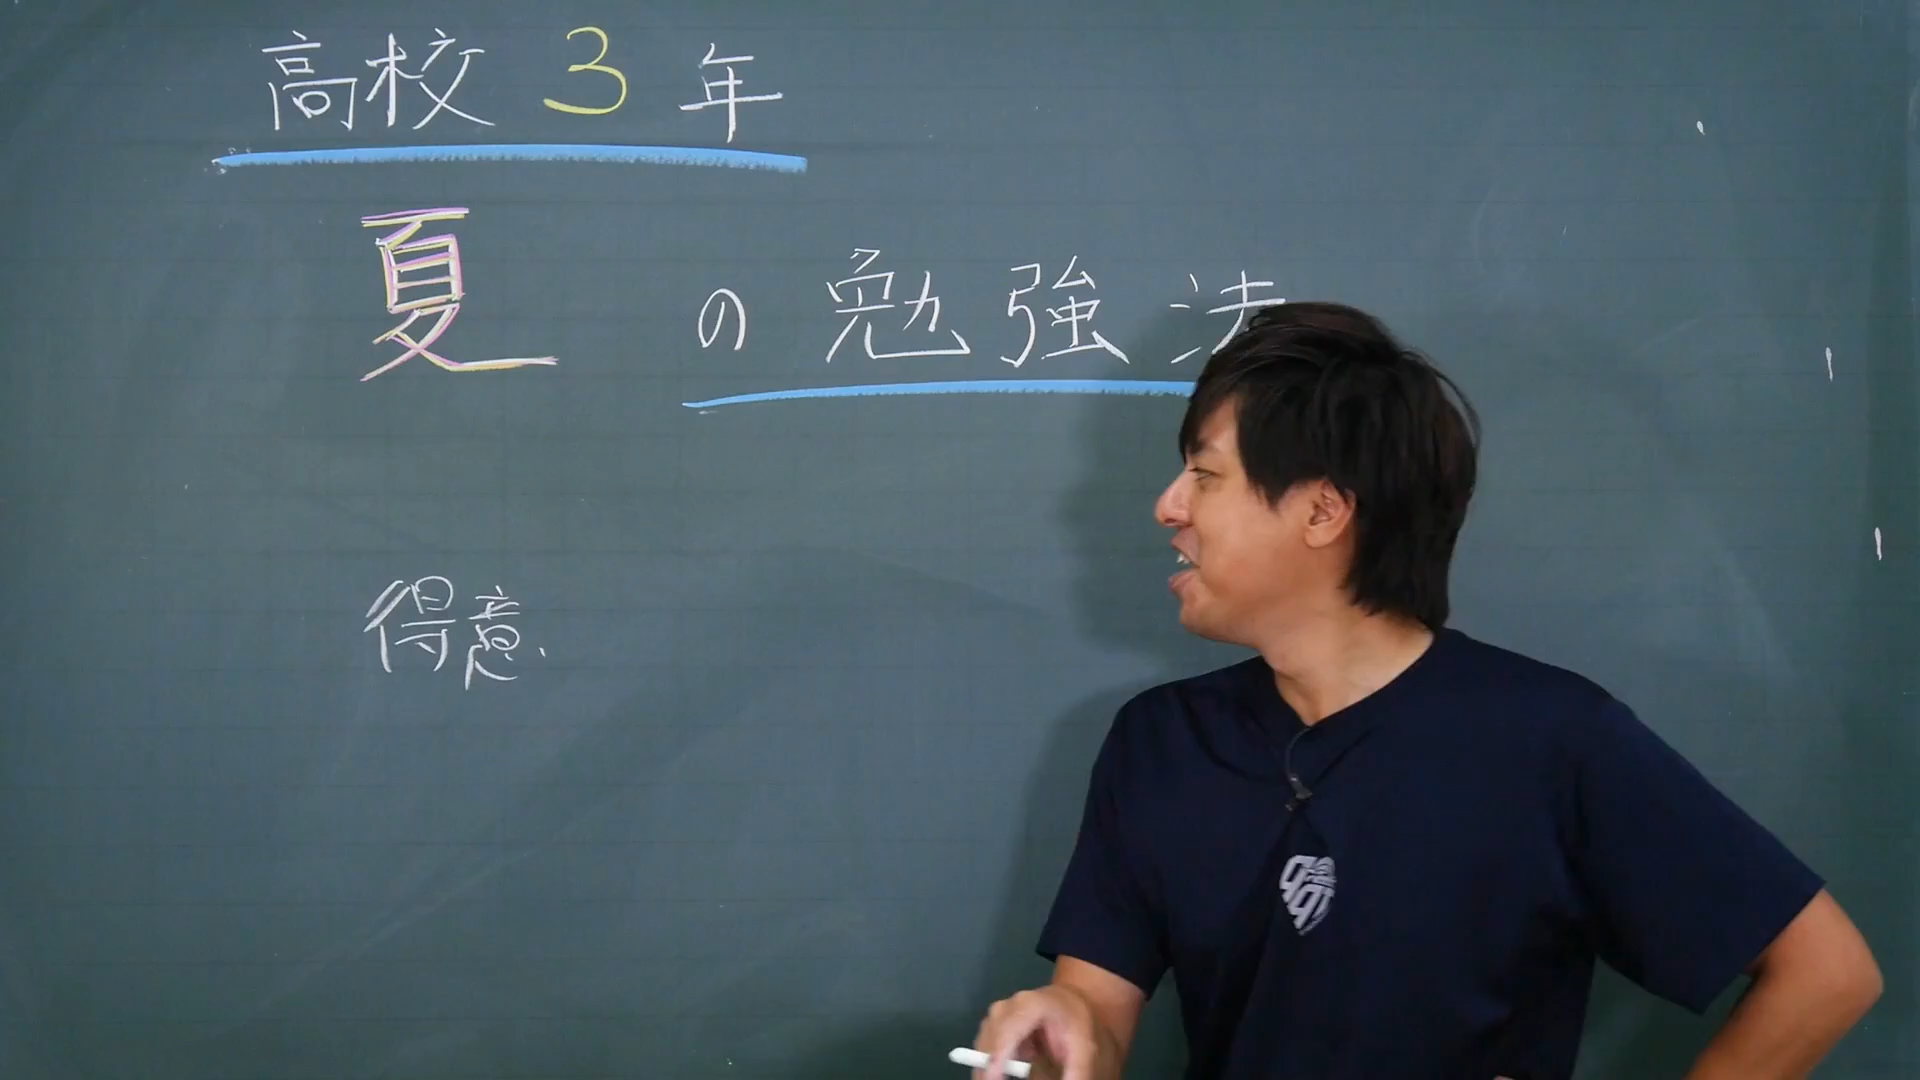 高校3年
夏の勉強法
得意